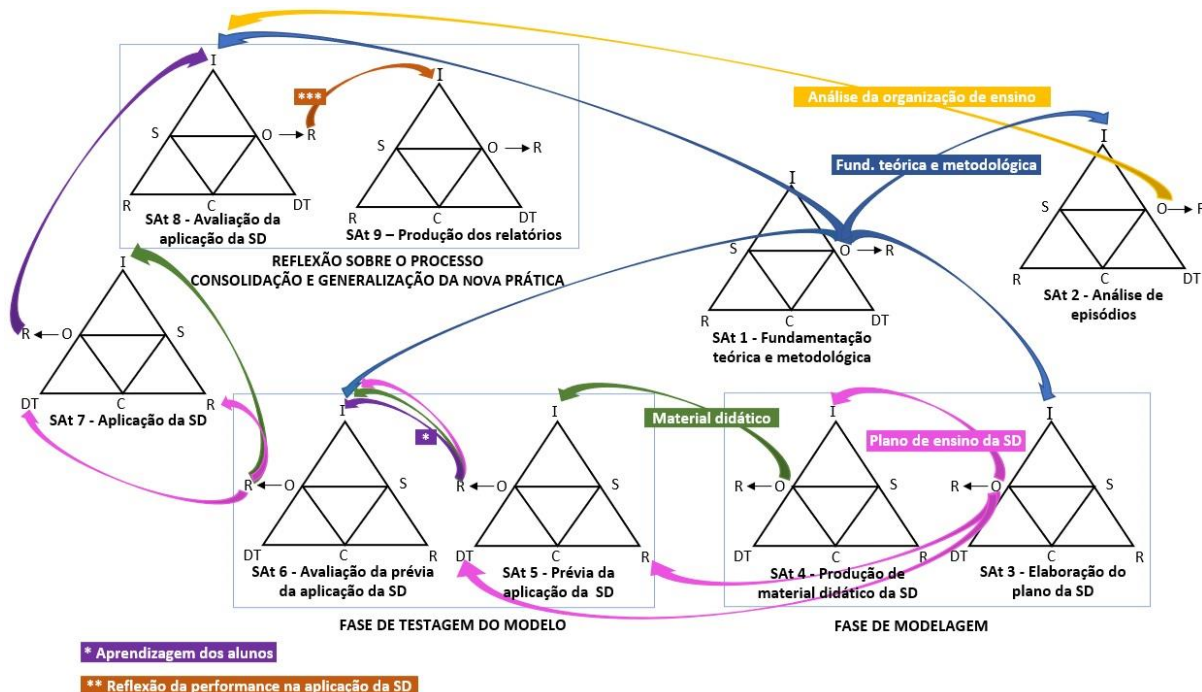 I
I
***
S
O
R
S
O
R
R
C
DT
R
C
DT
SAt 8 - Avaliação da
aplicação da SD
SAt 9 – Produção dos relatórios
REFLEXÃO SOBRE O PROCESSO
CONSOLIDAÇÃO E GENERALIZAÇÃO DA NOVA PRÁTICA
Análise da organização de ensino
Fund. teórica e metodológica
I
S
O
R
R
C
DT
SAt 1 - Fundamentação
teórica e metodológica
I
S
O
R
R
C
DT
SAt 2 - Análise de
episódios
I
R
O
S
DT
C
R
SAt 7 - Aplicação da SD
I
*
R
O
S
DT
C
R
SAt 6 - Avaliação da prévia
da aplicação da SD
I
R
O
S
DT
C
R
SAt 5 - Prévia da
aplicação da SD
FASE DE TESTAGEM DO MODELO
Material didático
I
R
O
S
DT
C
R
SAt 4 - Produção de
material didático da SD
Plano de ensino da SD
I
R
O
S
DT
C
R
SAt 3 - Elaboração do
plano da SD
FASE DE MODELAGEM
* Aprendizagem dos alunos
** Reflexão da performance na aplicação da SD